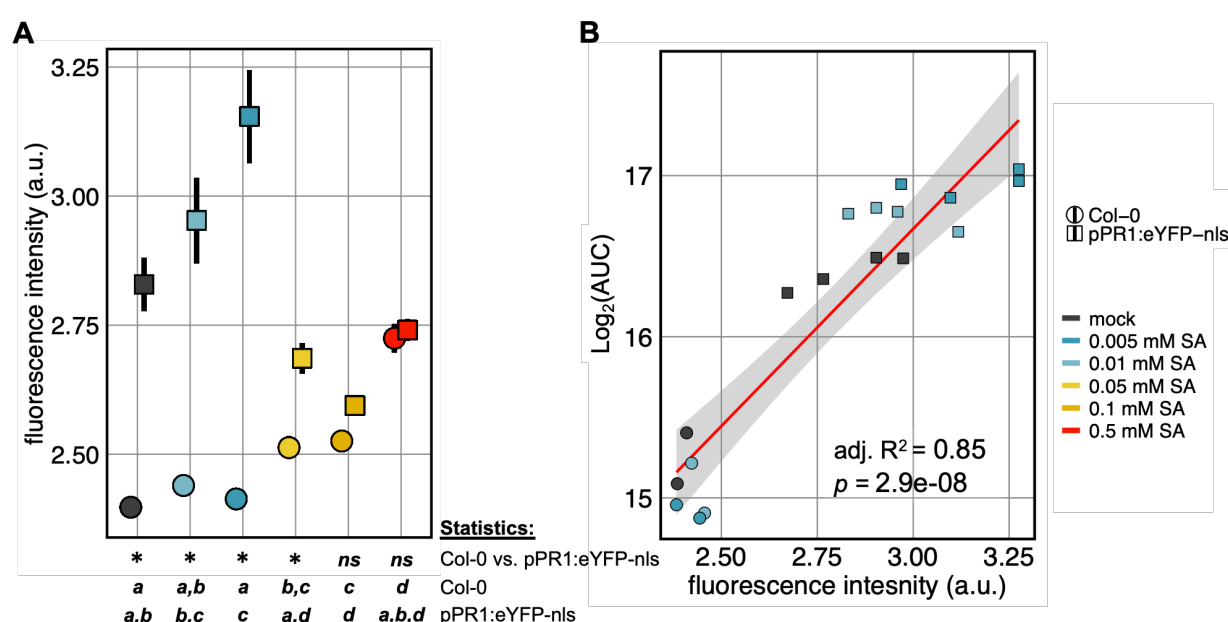 A
fluorescence intensity (a.u.)
3.25
3.00
2.75
2.50
Statistics:
* * * * ns ns Col-0 vs. pPR1:eYFP-nls
a a,b a b,c c d Col-0
a,b b,c c a,d d a,b,d pPR1:eYFP-nls
B
Log2(AUC)
17
16
15
adj. R² = 0.85
p = 2.9e-08
2.50 2.75 3.00 3.25
fluorescence intesnity (a.u.)
Col–0
pPR1:eYFP–nls
mock
0.005 mM SA
0.01 mM SA
0.05 mM SA
0.1 mM SA
0.5 mM SA